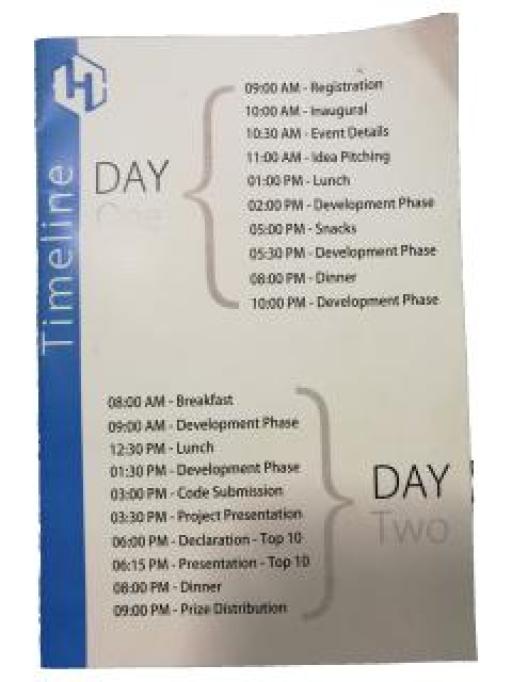 Timeline
DAY
One
09:00 AM - Registration
10:00 AM - Inaugural
10:30 AM - Event Details
11:00 AM - Idea Pitching
01:00 PM - Lunch
02:00 PM - Development Phase
05:00 PM - Snacks
05:30 PM - Development Phase
08:00 PM - Dinner
10:00 PM - Development Phase
08:00 AM - Breakfast
09:00 AM - Development Phase
12:30 PM - Lunch
01:30 PM - Development Phase
03:00 PM - Code Submission
03:30 PM - Project Presentation
06:00 PM - Declaration - Top 10
06:15 PM - Presentation - Top 10
08:00 PM - Dinner
09:00 PM - Prize Distribution
DAY
Two